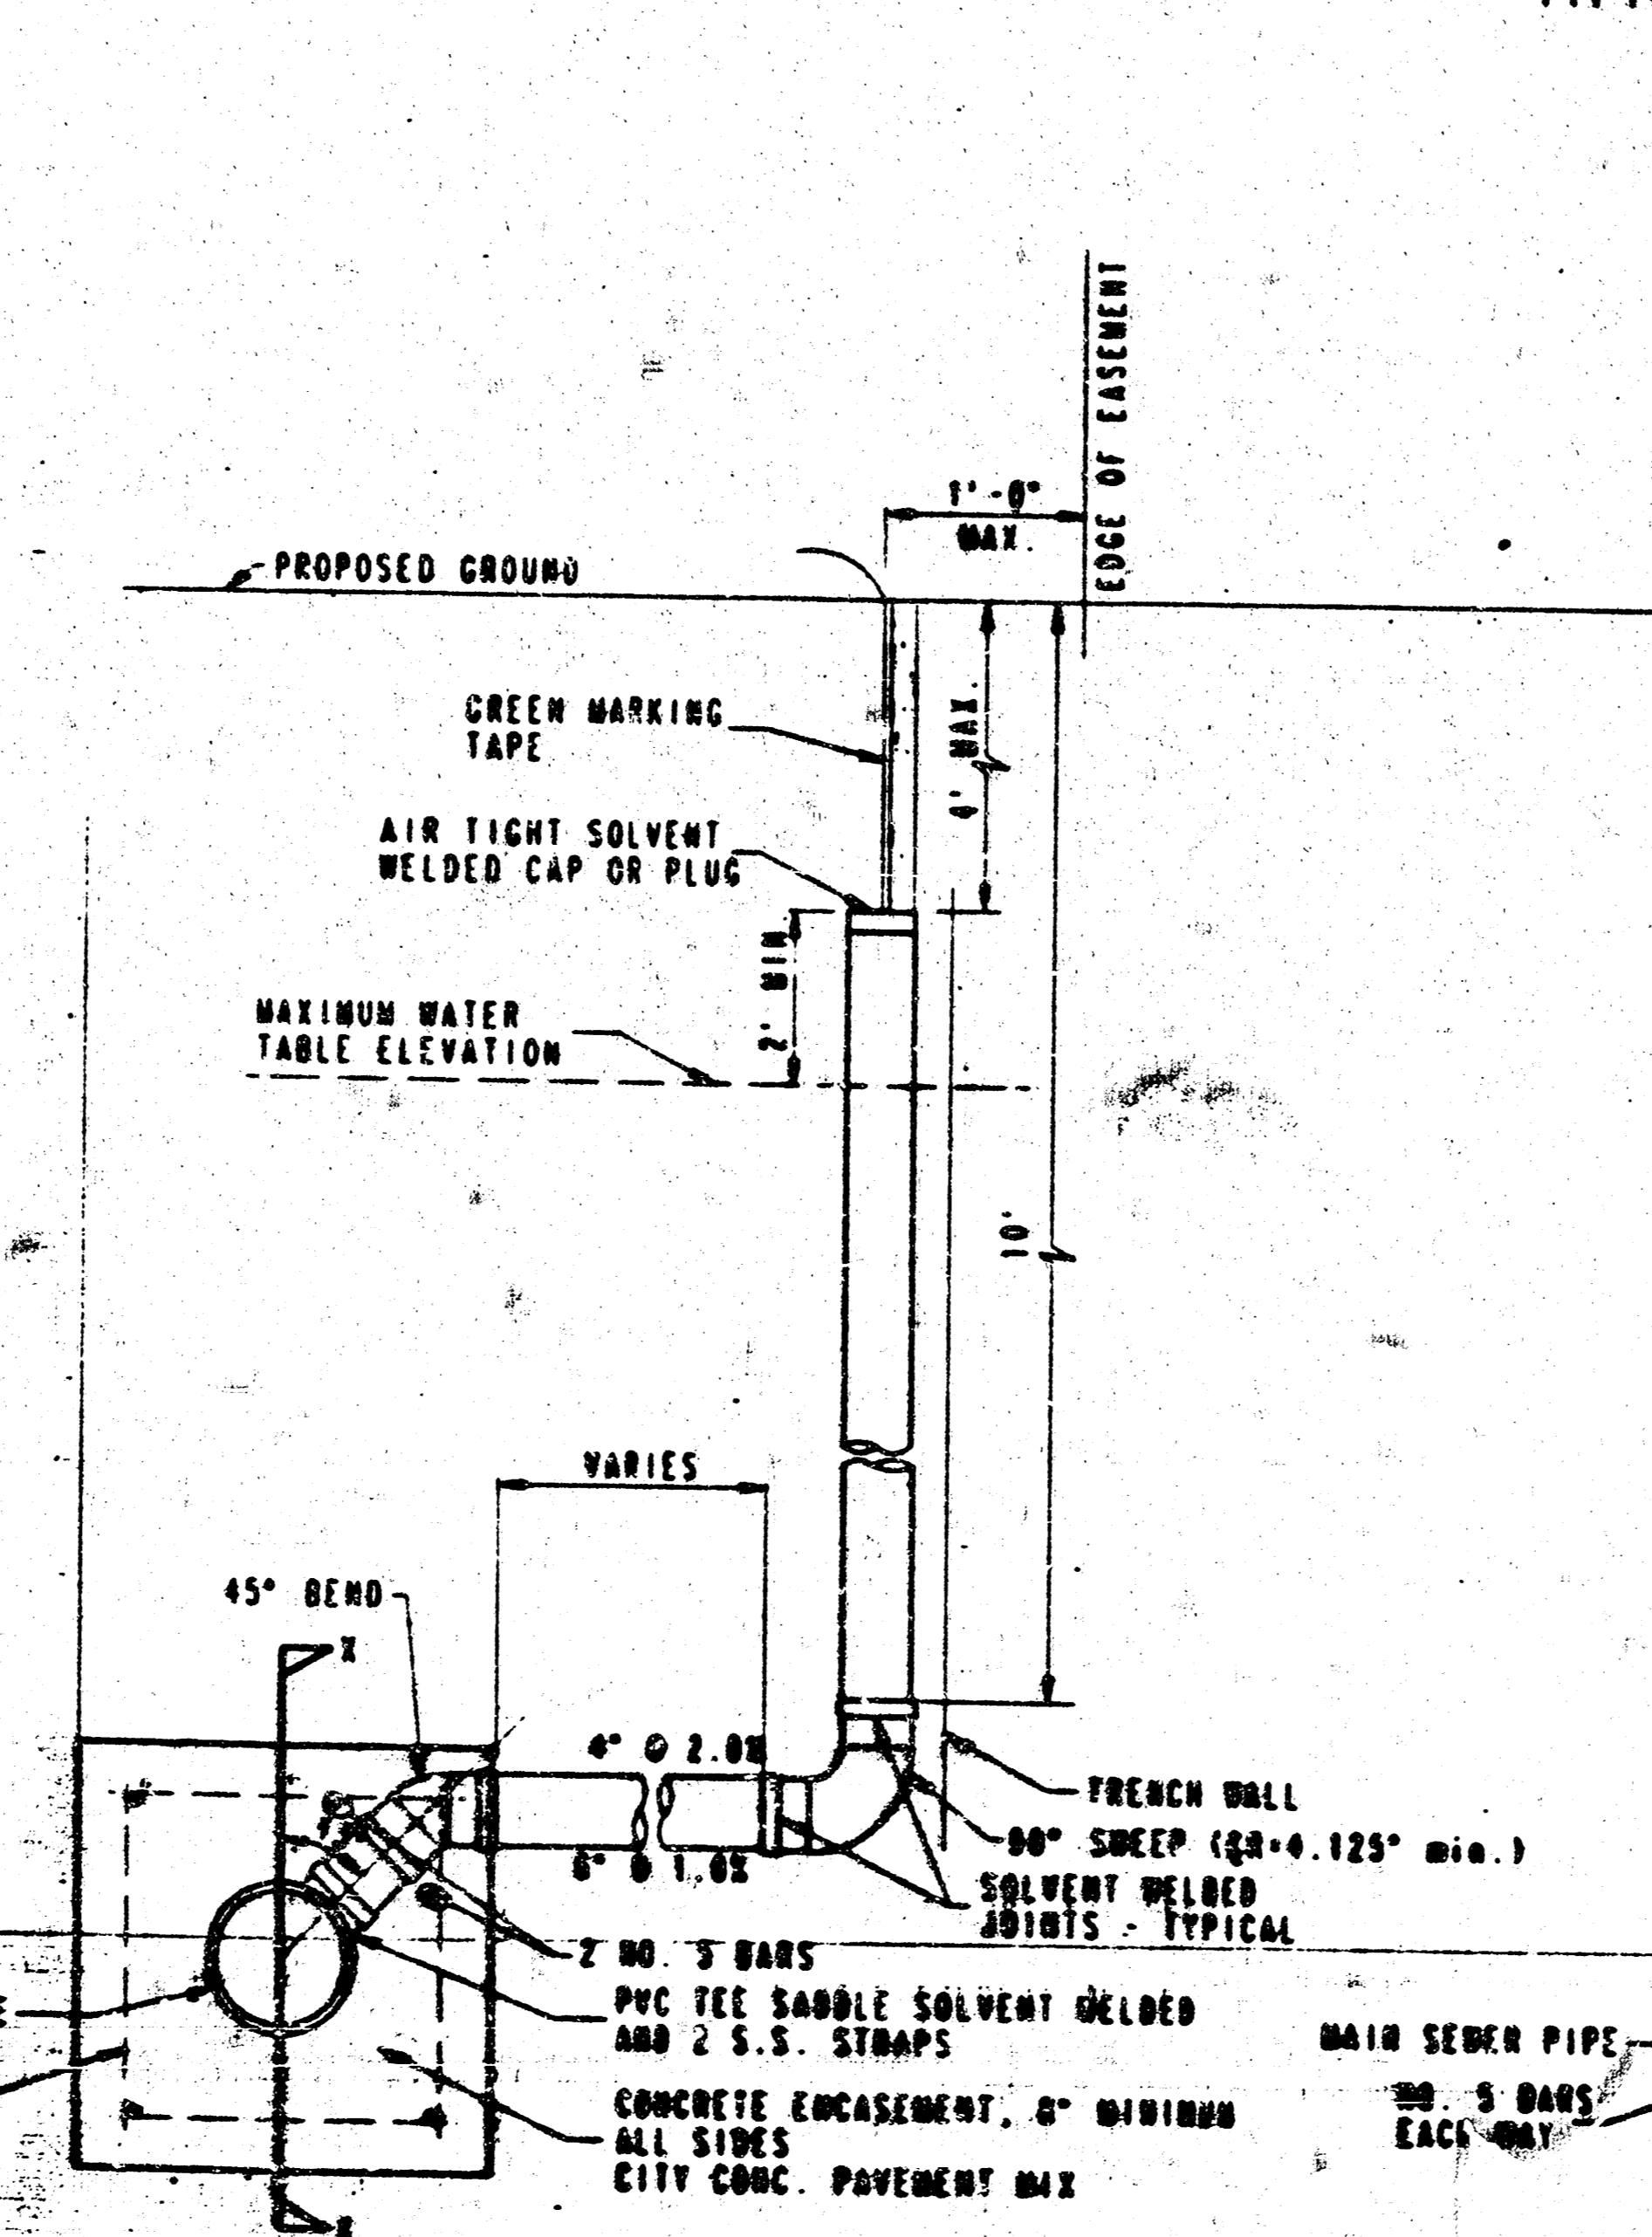 EDGE OF EASEMENT
1'-0"
MAX.
PROPOSED GROUND
GREEN MARKING
TAPE
MAX.
AIR TIGHT SOLVENT
WELDED CAP OR PLUG
2' MIN
MAXIMUM WATER
TABLE ELEVATION
10'
VARIES
45° BEND
X
4" @ 2.0%
6" @ 1.0%
TRENCH WALL
90° SWEEP min.)
SOLVENT WELDED
JOINTS - TYPICAL
2 NO. 5 BARS
PVC TEE SADDLE SOLVENT WELDED
AND 2 S.S. STRAPS
CONCRETE ENCASEMENT, MINIMUM
ALL SIDES
CITY CONC. PAVEMENT MIX
MAIN SEWER PIPE
NO. 5 BARS
EACH WAY
X